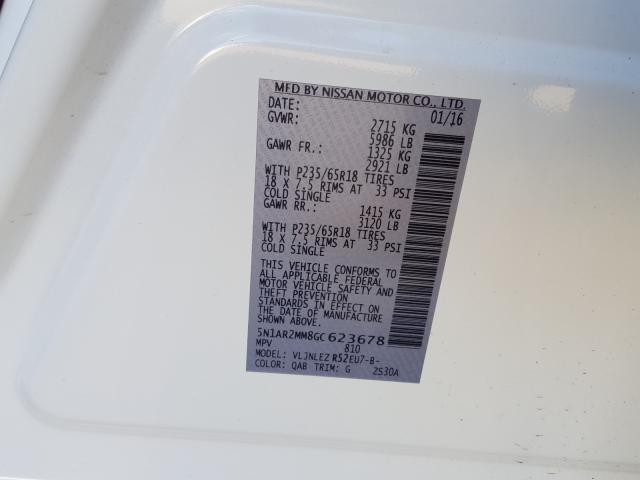 MFD BY NISSAN MOTOR CO., LTD.
DATE: 01/16
GVWR: 2715 KG
5986 LB
GAWR FR.: 1325 KG
2921 LB
WITH P235/65R18 TIRES
18 X 7.5 RIMS AT 33 PSI
COLD SINGLE
GAWR RR.: 1415 KG
3120 LB
WITH P235/65R18 TIRES
18 X 7.5 RIMS AT 33 PSI
COLD SINGLE
THIS VEHICLE CONFORMS TO
ALL APPLICABLE FEDERAL
MOTOR VEHICLE SAFETY AND
THEFT PREVENTION
STANDARDS IN EFFECT ON
THE DATE OF MANUFACTURE
SHOWN ABOVE.
5N1AR2MM8GC 623678
MPV 810
MODEL: VLJNLEZ R52EU7-B-
COLOR: QAB TRIM: G ZS30A